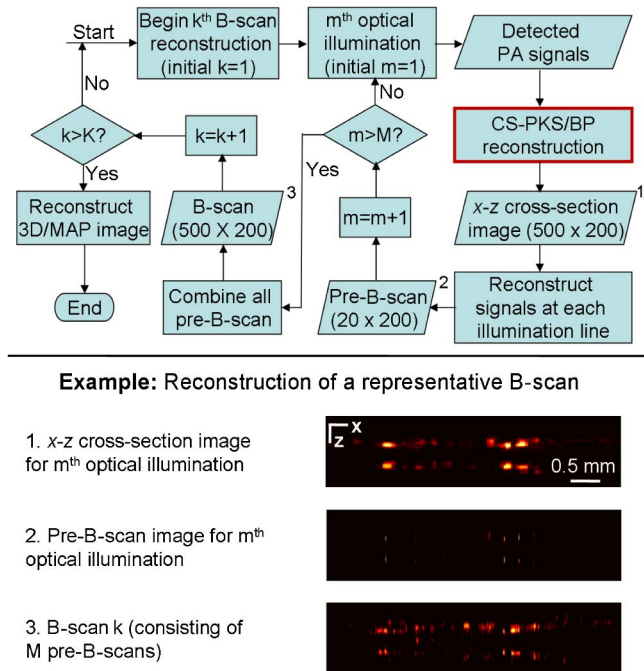 Start
Begin kth B-scan
reconstruction
(initial k=1)
mth optical
illumination
(initial m=1)
Detected
PA signals
CS-PKS/BP
reconstruction
1
x-z cross-section
image (500 x 200)
Reconstruct
signals at each
illumination line
2
Pre-B-scan
(20 x 200)
m=m+1
m>M?
No
Yes
Combine all
pre-B-scan
3
B-scan
(500 X 200)
k=k+1
k>K?
No
Yes
Reconstruct
3D/MAP image
End
Example: Reconstruction of a representative B-scan
1. x-z cross-section image
for mth optical illumination
x
z
0.5 mm
2. Pre-B-scan image for mth
optical illumination
3. B-scan k (consisting of
M pre-B-scans)